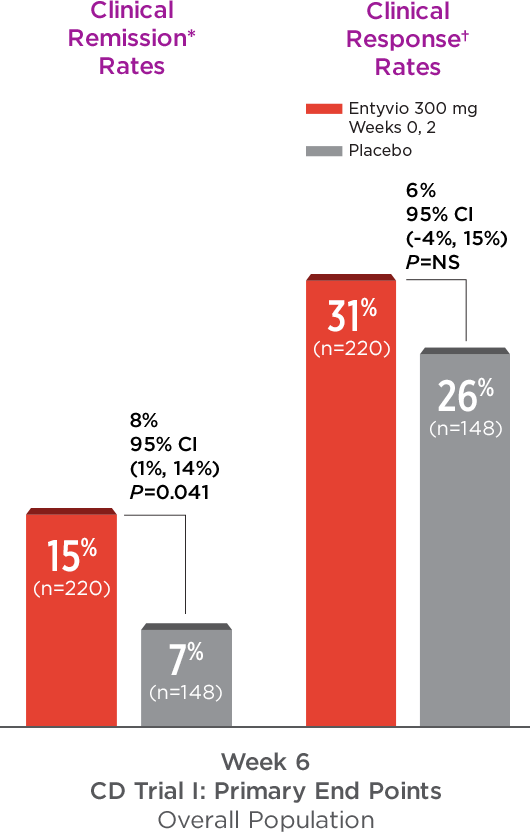 Clinical
Remission*
Rates
Clinical
Response†
Rates
Entyvio 300 mg
Weeks 0, 2
Placebo
8%
95% CI
(1%, 14%)
P=0.041
15%
(n=220)
7%
(n=148)
6%
95% CI
(-4%, 15%)
P=NS
31%
(n=220)
26%
(n=148)
Week 6
CD Trial I: Primary End Points
Overall Population